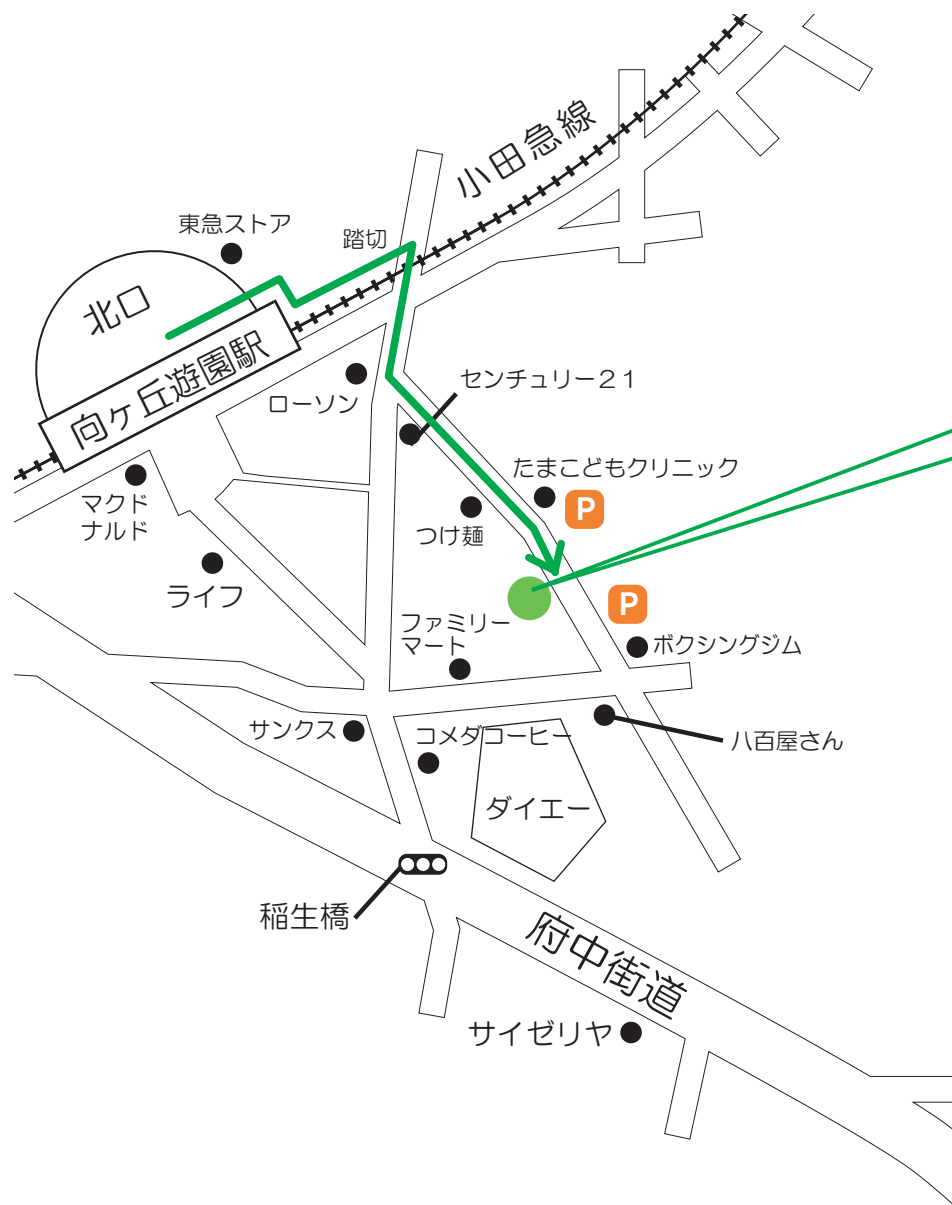 小田急線
東急ストア
踏切
北口
向ヶ丘遊園駅
ローソン
センチュリー２１
たまこどもクリニック
P
マクド
ナルド
つけ麺
ライフ
P
ファミリー
マート
ボクシングジム
サンクス
コメダコーヒー
八百屋さん
ダイエー
稲生橋
府中街道
サイゼリヤ